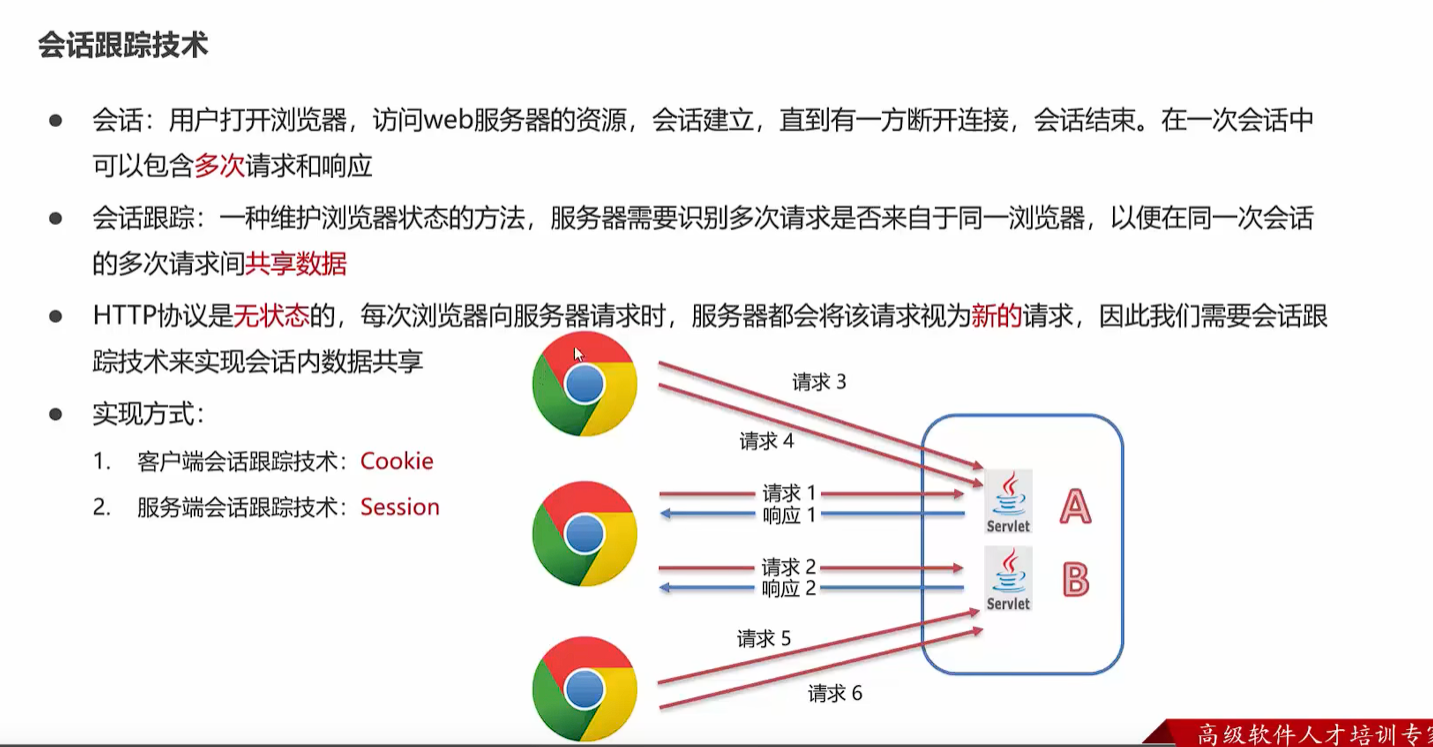 会话跟踪技术
● 会话：用户打开浏览器，访问web服务器的资源，会话建立，直到有一方断开连接，会话结束。在一次会话中
可以包含多次请求和响应
● 会话跟踪：一种维护浏览器状态的方法，服务器需要识别多次请求是否来自于同一浏览器，以便在同一次会话
的多次请求间共享数据
● HTTP协议是无状态的，每次浏览器向服务器请求时，服务器都会将该请求视为新的请求，因此我们需要会话跟
踪技术来实现会话内数据共享
● 实现方式：
1. 客户端会话跟踪技术：Cookie
2. 服务端会话跟踪技术：Session
请求 3
请求 4
请求 1
响应 1
Servlet
A
请求 2
响应 2
Servlet
B
请求 5
请求 6
高级软件人才培训专家